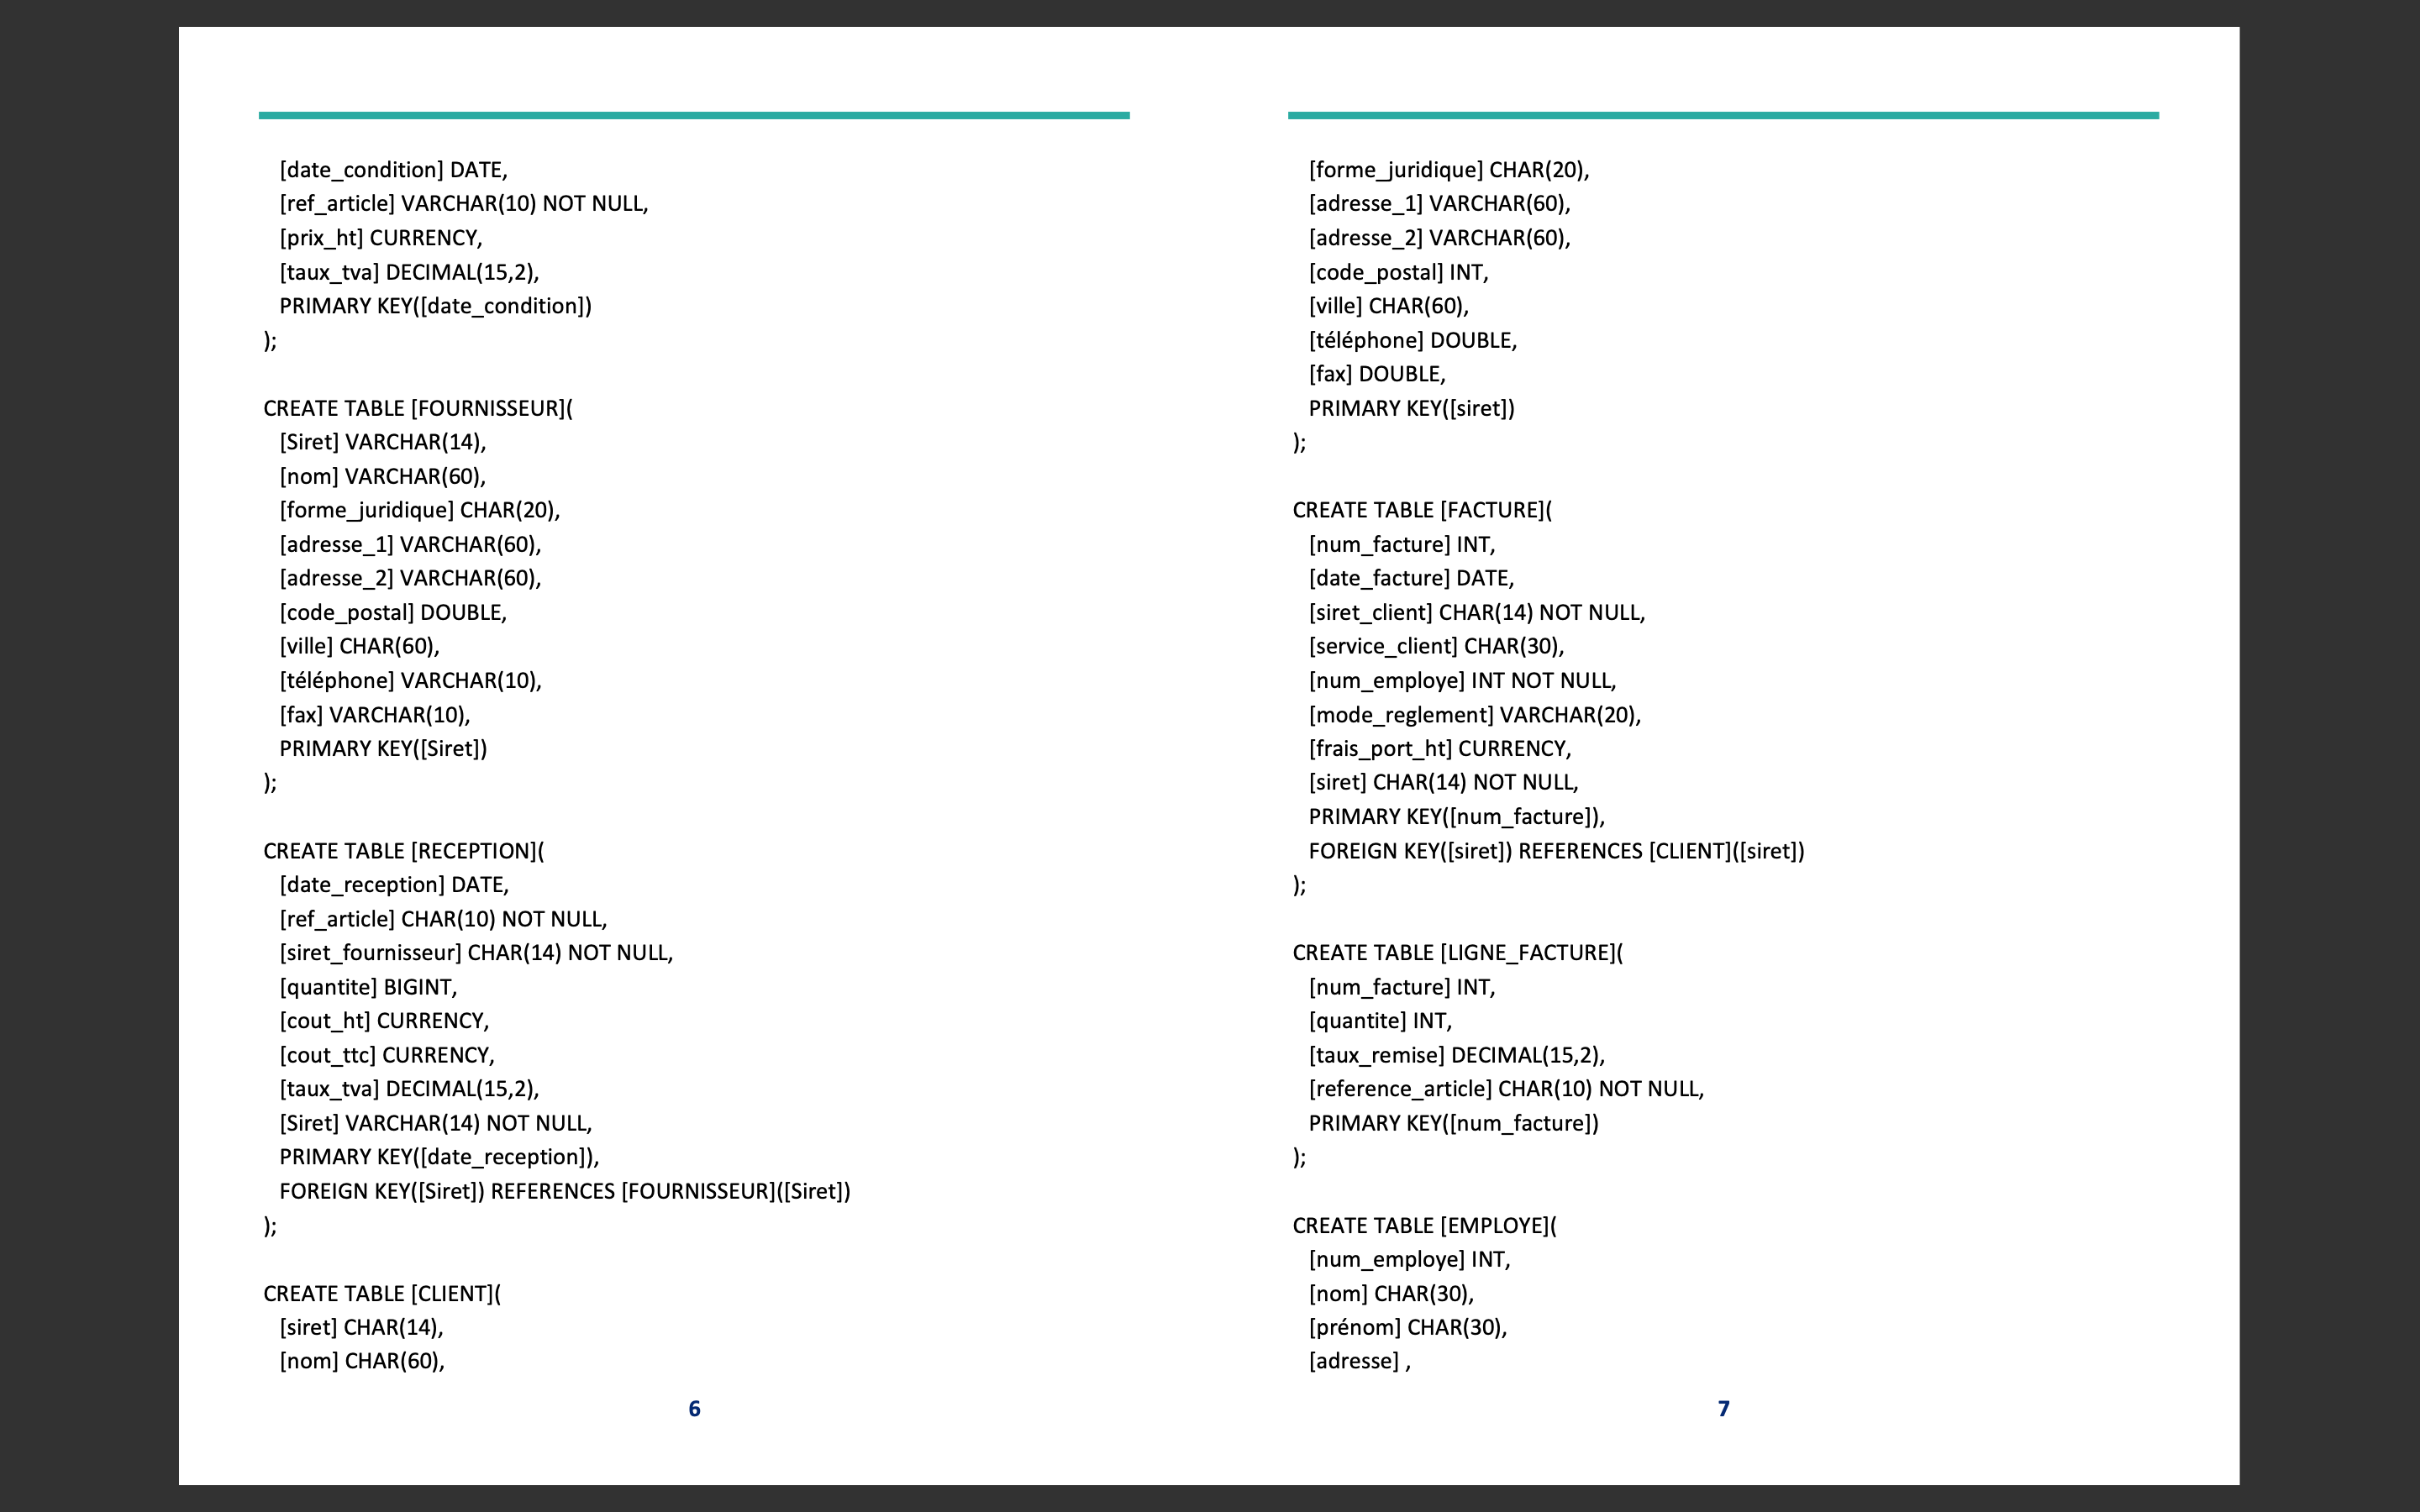 [date_condition] DATE,
[ref_article] VARCHAR(10) NOT NULL,
[prix_ht] CURRENCY,
[taux_tva] DECIMAL(15,2),
PRIMARY KEY([date_condition])
);
CREATE TABLE [FOURNISSEUR](
[Siret] VARCHAR(14),
[nom] VARCHAR(60),
[forme_juridique] CHAR(20),
[adresse_1] VARCHAR(60),
[adresse_2] VARCHAR(60),
[code_postal] DOUBLE,
[ville] CHAR(60),
[téléphone] VARCHAR(10),
[fax] VARCHAR(10),
PRIMARY KEY([Siret])
);
CREATE TABLE [RECEPTION](
[date_reception] DATE,
[ref_article] CHAR(10) NOT NULL,
[siret_fournisseur] CHAR(14) NOT NULL,
[quantite] BIGINT,
[cout_ht] CURRENCY,
[cout_ttc] CURRENCY,
[taux_tva] DECIMAL(15,2),
[Siret] VARCHAR(14) NOT NULL,
PRIMARY KEY([date_reception]),
FOREIGN KEY([Siret]) REFERENCES [FOURNISSEUR]([Siret])
);
CREATE TABLE [CLIENT](
[siret] CHAR(14),
[nom] CHAR(60),
6
[forme_juridique] CHAR(20),
[adresse_1] VARCHAR(60),
[adresse_2] VARCHAR(60),
[code_postal] INT,
[ville] CHAR(60),
[téléphone] DOUBLE,
[fax] DOUBLE,
PRIMARY KEY([siret])
);
CREATE TABLE [FACTURE](
[num_facture] INT,
[date_facture] DATE,
[siret_client] CHAR(14) NOT NULL,
[service_client] CHAR(30),
[num_employe] INT NOT NULL,
[mode_reglement] VARCHAR(20),
[frais_port_ht] CURRENCY,
[siret] CHAR(14) NOT NULL,
PRIMARY KEY([num_facture]),
FOREIGN KEY([siret]) REFERENCES [CLIENT]([siret])
);
CREATE TABLE [LIGNE_FACTURE](
[num_facture] INT,
[quantite] INT,
[taux_remise] DECIMAL(15,2),
[reference_article] CHAR(10) NOT NULL,
PRIMARY KEY([num_facture])
);
CREATE TABLE [EMPLOYE](
[num_employe] INT,
[nom] CHAR(30),
[prénom] CHAR(30),
[adresse] ,
7